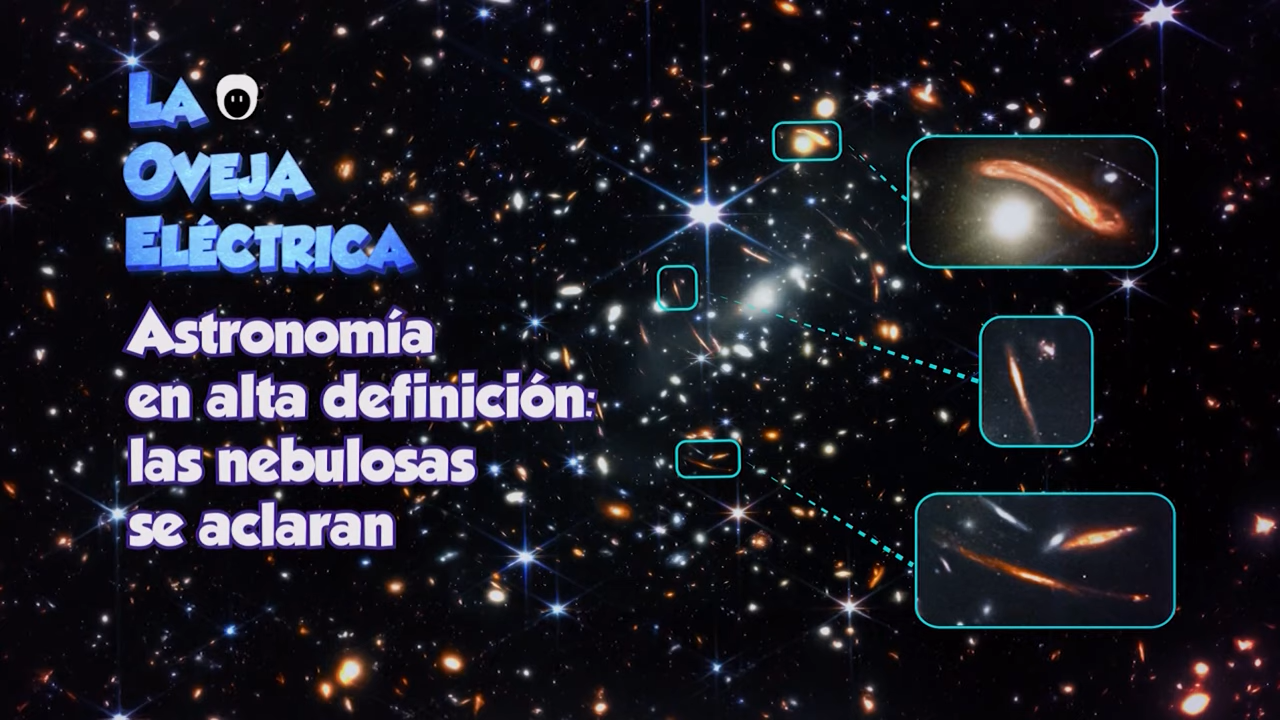 La
Oveja
Eléctrica
Astronomía
en alta definición:
las nebulosas
se aclaran